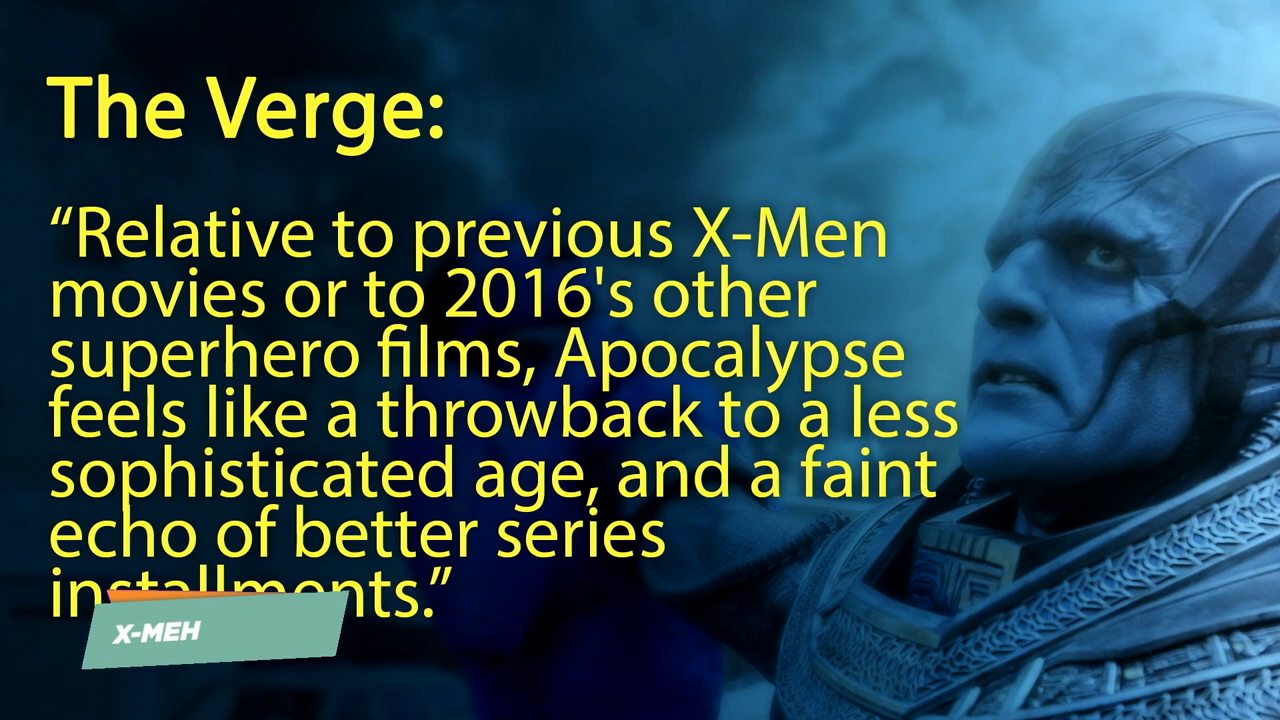 The Verge:
“Relative to previous X-Men
movies or to 2016's other
superhero films, Apocalypse
feels like a throwback to a less
sophisticated age, and a faint
echo of better series
installments.”
X-MEH